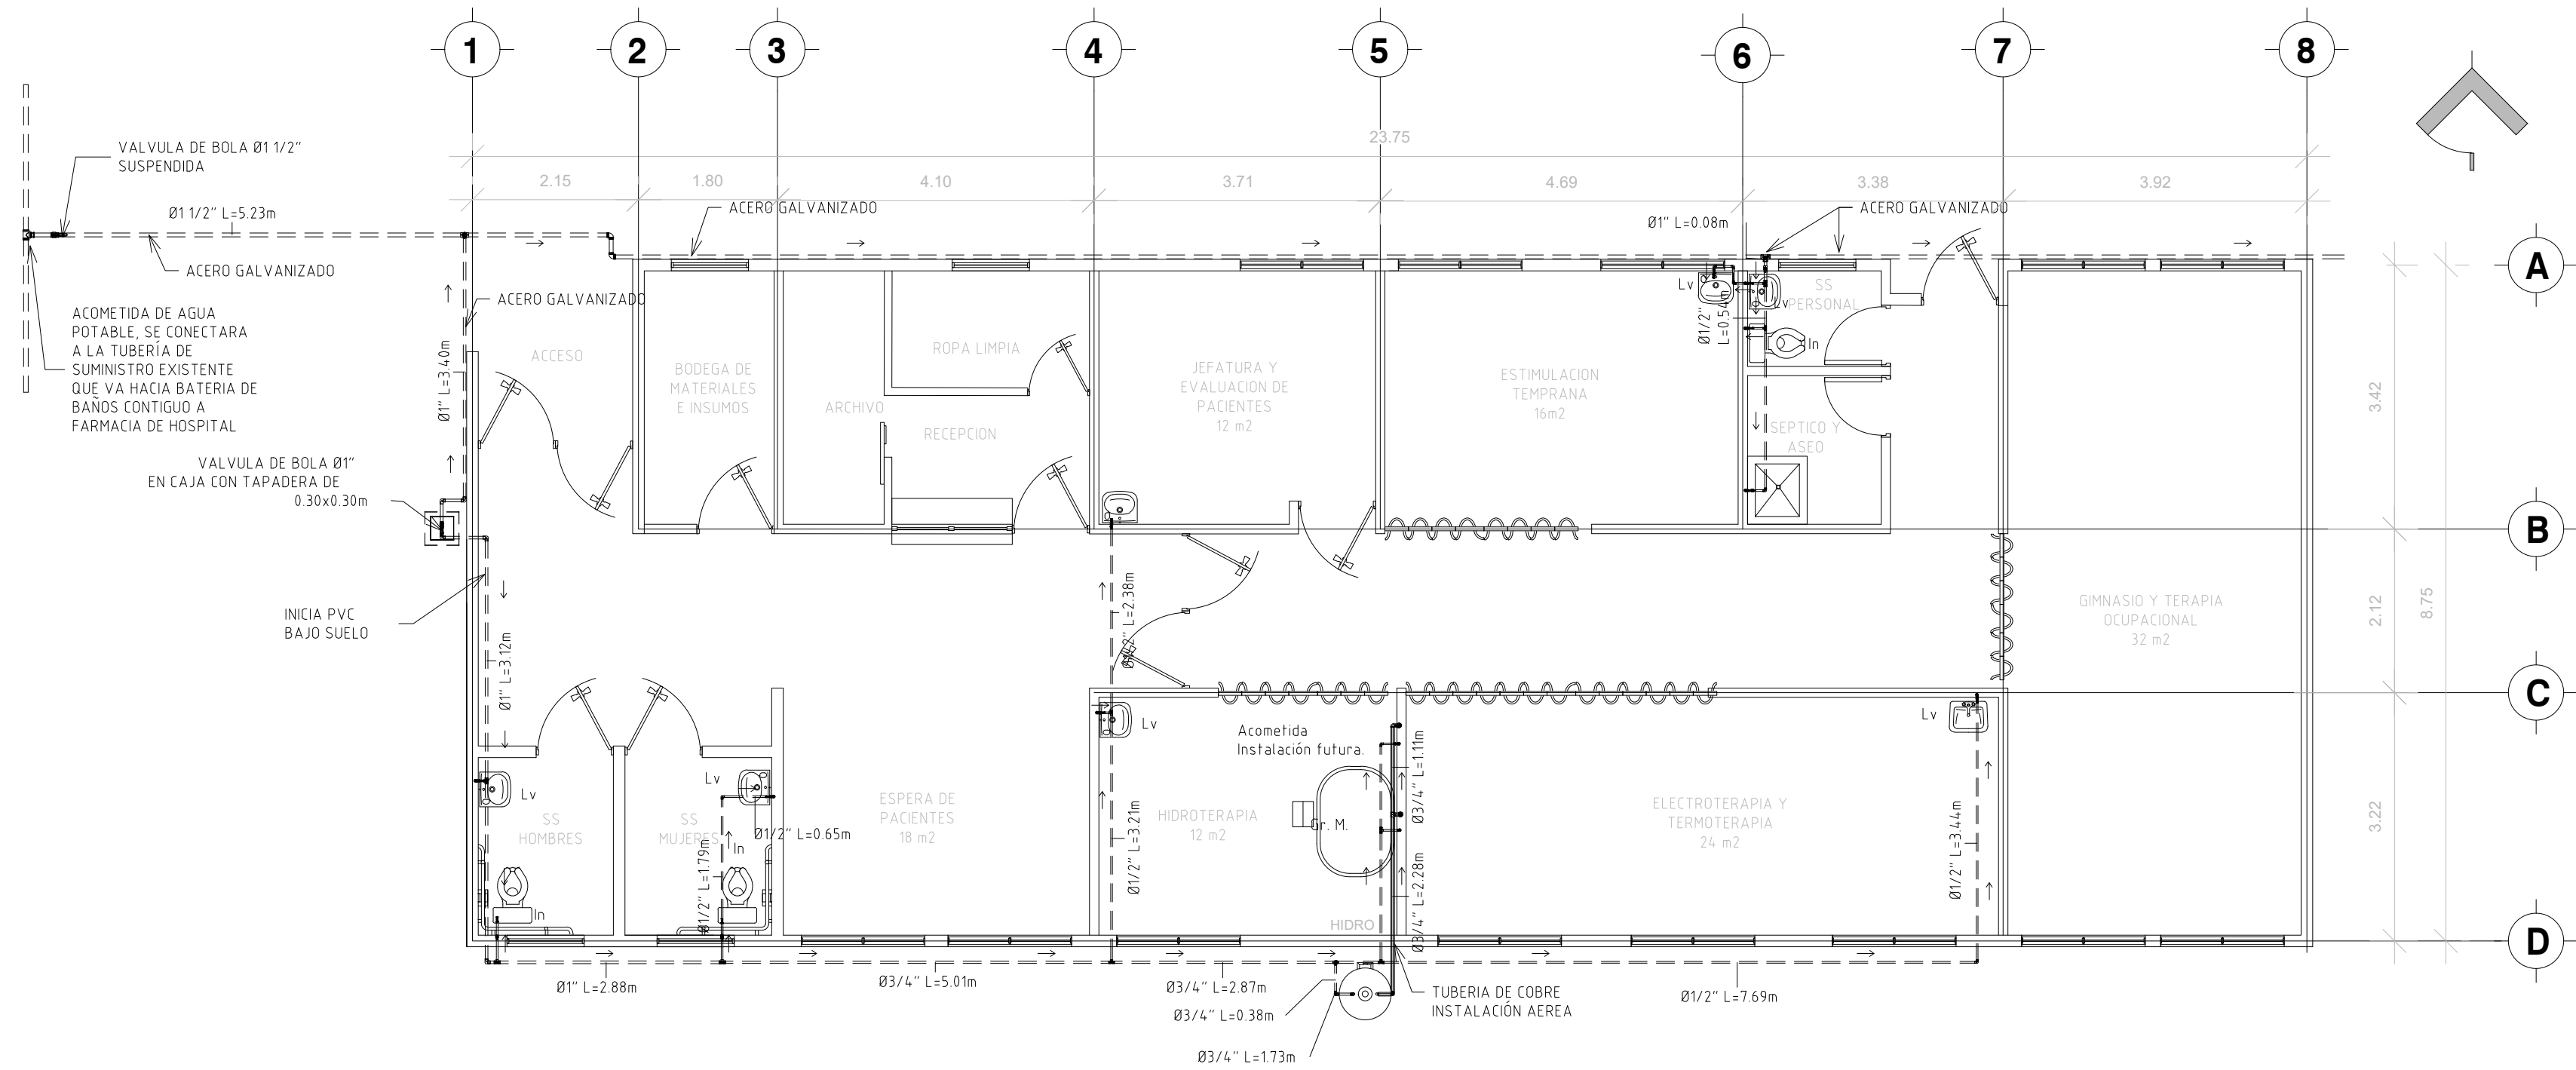 1
2
3
4
5
6
7
8
23.75
2.15
1.80
4.10
3.71
4.69
3.38
3.92
VALVULA DE BOLA Ø1 1/2"
SUSPENDIDA
Ø1 1/2" L=5.23m
ACERO GALVANIZADO
ACERO GALVANIZADO
Ø1" L=0.08m
ACERO GALVANIZADO
ACERO GALVANIZADO
A
ACOMETIDA DE AGUA
POTABLE, SE CONECTARA
A LA TUBERÍA DE
SUMINISTRO EXISTENTE
QUE VA HACIA BATERIA DE
BAÑOS CONTIGUO A
FARMACIA DE HOSPITAL
Ø1" L=3.40m
ACCESO
BODEGA DE
MATERIALES
E INSUMOS
ROPA LIMPIA
ARCHIVO
RECEPCION
JEFATURA Y
EVALUACION DE
PACIENTES
12 m2
ESTIMULACION
TEMPRANA
16m2
Lv
Ø1/2"
L=0.54m
SS
PERSONAL
Lv
In
SEPTICO Y
ASEO
3.42
VALVULA DE BOLA Ø1"
EN CAJA CON TAPADERA DE
0.30x0.30m
B
INICIA PVC
BAJO SUELO
Ø1" L=3.12m
Ø1/2" L=2.38m
GIMNASIO Y TERAPIA
OCUPACIONAL
32 m2
2.12
8.75
C
Lv
Acometida
Instalación futura.
Lv
Lv
SS
HOMBRES
In
Lv
SS
MUJERES
In
Ø1/2" L=0.65m
Ø1/2" L=1.79m
ESPERA DE
PACIENTES
18 m2
Ø1/2" L=3.21m
HIDROTERAPIA
12 m2
Gr. M.
HIDRO
Ø3/4" L=1.11m
Ø3/4" L=2.28m
ELECTROTERAPIA Y
TERMOTERAPIA
24 m2
Ø1/2" L=3.44m
3.22
D
Ø1" L=2.88m
Ø3/4" L=5.01m
Ø3/4" L=2.87m
Ø3/4" L=0.38m
Ø3/4" L=1.73m
TUBERIA DE COBRE
INSTALACIÓN AEREA
Ø1/2" L=7.69m